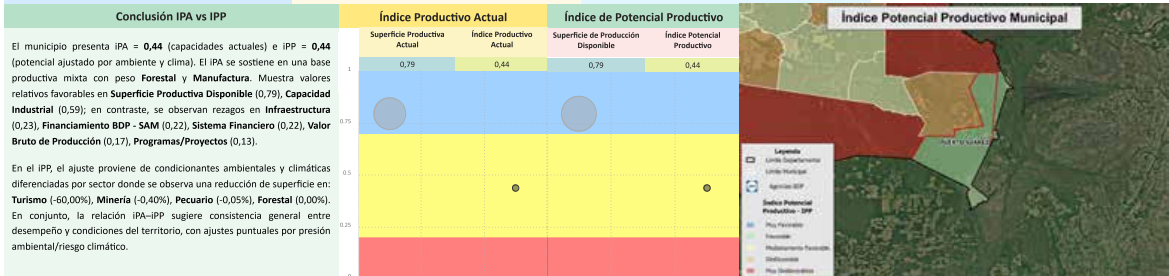 Conclusión IPA vs IPP
El municipio presenta iPA = 0,44 (capacidades actuales) e iPP = 0,44
(potencial ajustado por ambiente y clima). El iPA se sostiene en una base
productiva mixta con peso Forestal y Manufactura. Muestra valores
relativos favorables en Superficie Productiva Disponible (0,79), Capacidad
Industrial (0,59); en contraste, se observan rezagos en Infraestructura
(0,23), Financiamiento BDP - SAM (0,22), Sistema Financiero (0,22), Valor
Bruto de Producción (0,17), Programas/Proyectos (0,13).
En el iPP, el ajuste proviene de condicionantes ambientales y climáticas
diferenciadas por sector donde se observa una reducción de superficie en:
Turismo (-60,00%), Minería (-0,40%), Pecuario (-0,05%), Forestal (0,00%).
En conjunto, la relación iPA–iPP sugiere consistencia general entre
desempeño y condiciones del territorio, con ajustes puntuales por presión
ambiental/riesgo climático.
Índice Productivo Actual
Índice de Potencial Productivo
Superficie Productiva
Actual
Índice Productivo
Actual
Superficie de Producción
Disponible
Índice Potencial
Productivo
0,79
0,44
0,79
0,44
1
0.75
0.5
0.25
0
Índice Potencial Productivo Municipal
PUERTO SUÁREZ
Leyenda
Límite Departamental
Límite Municipal
Agencias BDP
Índice Potencial
Productivo - IPP
Muy Favorable
Favorable
Medianamente Favorable
Desfavorable
Muy Desfavorable